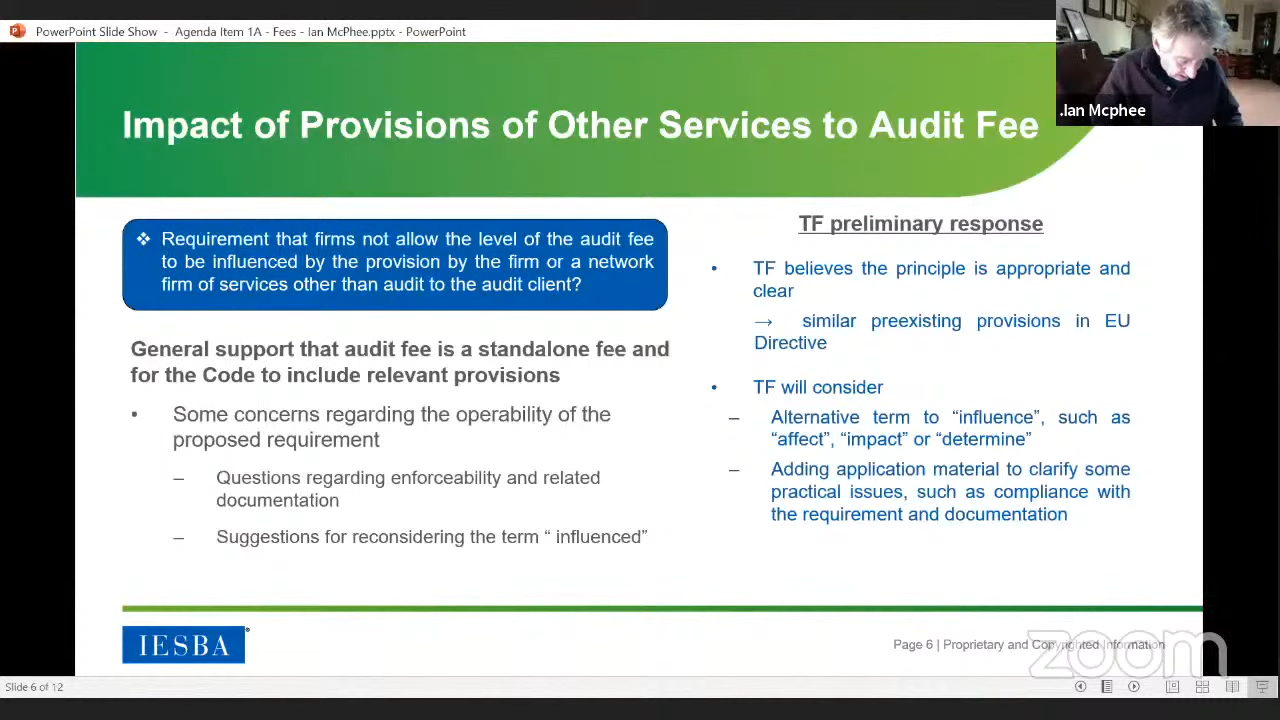 PowerPoint Slide Show - Agenda Item 1A - Fees - Ian McPhee.pptx - PowerPoint
.Ian Mcphee
Impact of Provisions of Other Services to Audit Fee
❖ Requirement that firms not allow the level of the audit fee
to be influenced by the provision by the firm or a network
firm of services other than audit to the audit client?
General support that audit fee is a standalone fee and
for the Code to include relevant provisions
• Some concerns regarding the operability of the
proposed requirement
– Questions regarding enforceability and related
documentation
– Suggestions for reconsidering the term “ influenced”
TF preliminary response
• TF believes the principle is appropriate and
clear
→ similar preexisting provisions in EU
Directive
• TF will consider
– Alternative term to “influence”, such as
“affect”, “impact” or “determine”
– Adding application material to clarify some
practical issues, such as compliance with
the requirement and documentation
IESBA
Page 6 | Proprietary and Copyrighted Information
zoom
Slide 6 of 12